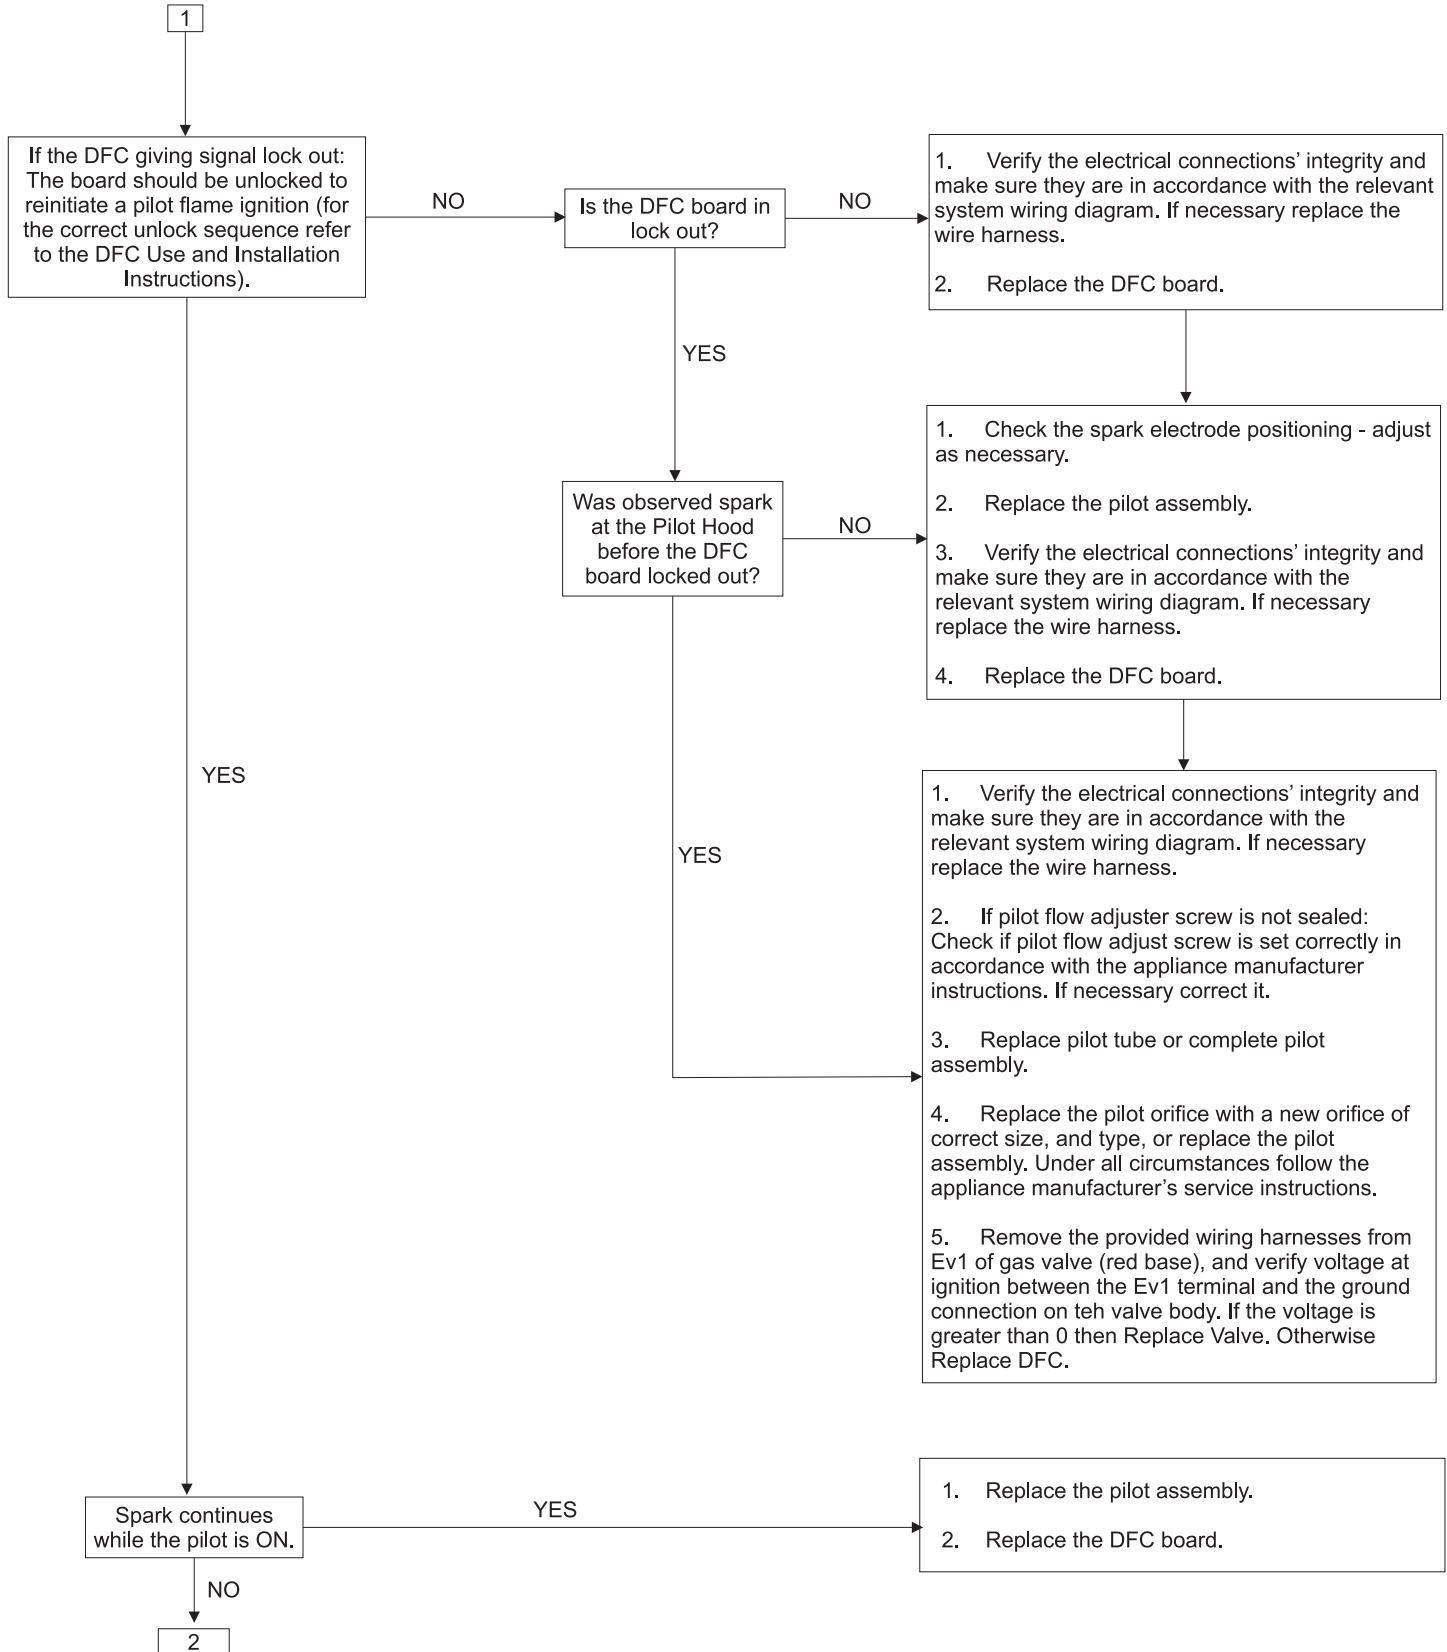 1
If the DFC giving signal lock out:
The board should be unlocked to
reinitiate a pilot flame ignition (for
the correct unlock sequence refer
to the DFC Use and Installation
Instructions).
NO
Is the DFC board in
lock out?
NO
1. Verify the electrical connections’ integrity and
make sure they are in accordance with the relevant
system wiring diagram. If necessary replace the
wire harness.
2. Replace the DFC board.
YES
Was observed spark
at the Pilot Hood
before the DFC
board locked out?
NO
1. Check the spark electrode positioning - adjust
as necessary.
2. Replace the pilot assembly.
3. Verify the electrical connections’ integrity and
make sure they are in accordance with the
relevant system wiring diagram. If necessary
replace the wire harness.
4. Replace the DFC board.
YES
YES
1. Verify the electrical connections’ integrity and
make sure they are in accordance with the
relevant system wiring diagram. If necessary
replace the wire harness.
2. If pilot flow adjuster screw is not sealed:
Check if pilot flow adjust screw is set correctly in
accordance with the appliance manufacturer
instructions. If necessary correct it.
3. Replace pilot tube or complete pilot
assembly.
4. Replace the pilot orifice with a new orifice of
correct size, and type, or replace the pilot
assembly. Under all circumstances follow the
appliance manufacturer’s service instructions.
5. Remove the provided wiring harnesses from
Ev1 of gas valve (red base), and verify voltage at
ignition between the Ev1 terminal and the ground
connection on teh valve body. If the voltage is
greater than 0 then Replace Valve. Otherwise
Replace DFC.
Spark continues
while the pilot is ON.
YES
1. Replace the pilot assembly.
2. Replace the DFC board.
NO
2